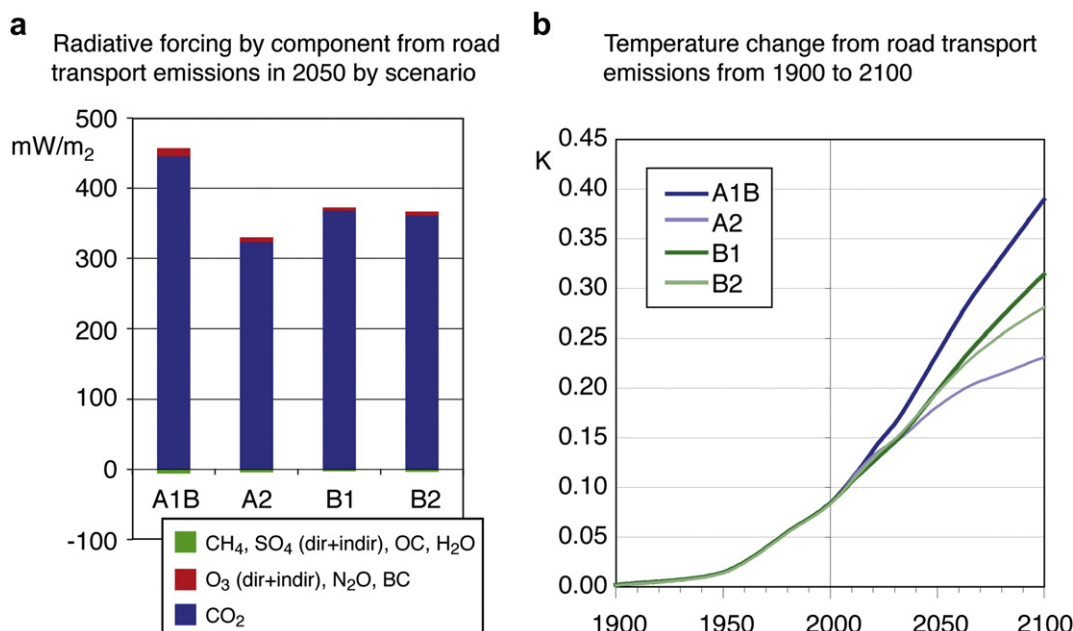 a
Radiative forcing by component from road
transport emissions in 2050 by scenario
mW/m₂
500
400
300
200
100
0
-100
A1B A2 B1 B2
CH₄, SO₄ (dir+indir), OC, H₂O
O₃ (dir+indir), N₂O, BC
CO₂
b
Temperature change from road transport
emissions from 1900 to 2100
K
0.45
0.40
0.35
0.30
0.25
0.20
0.15
0.10
0.05
0.00
A1B
A2
B1
B2
1900 1950 2000 2050 2100